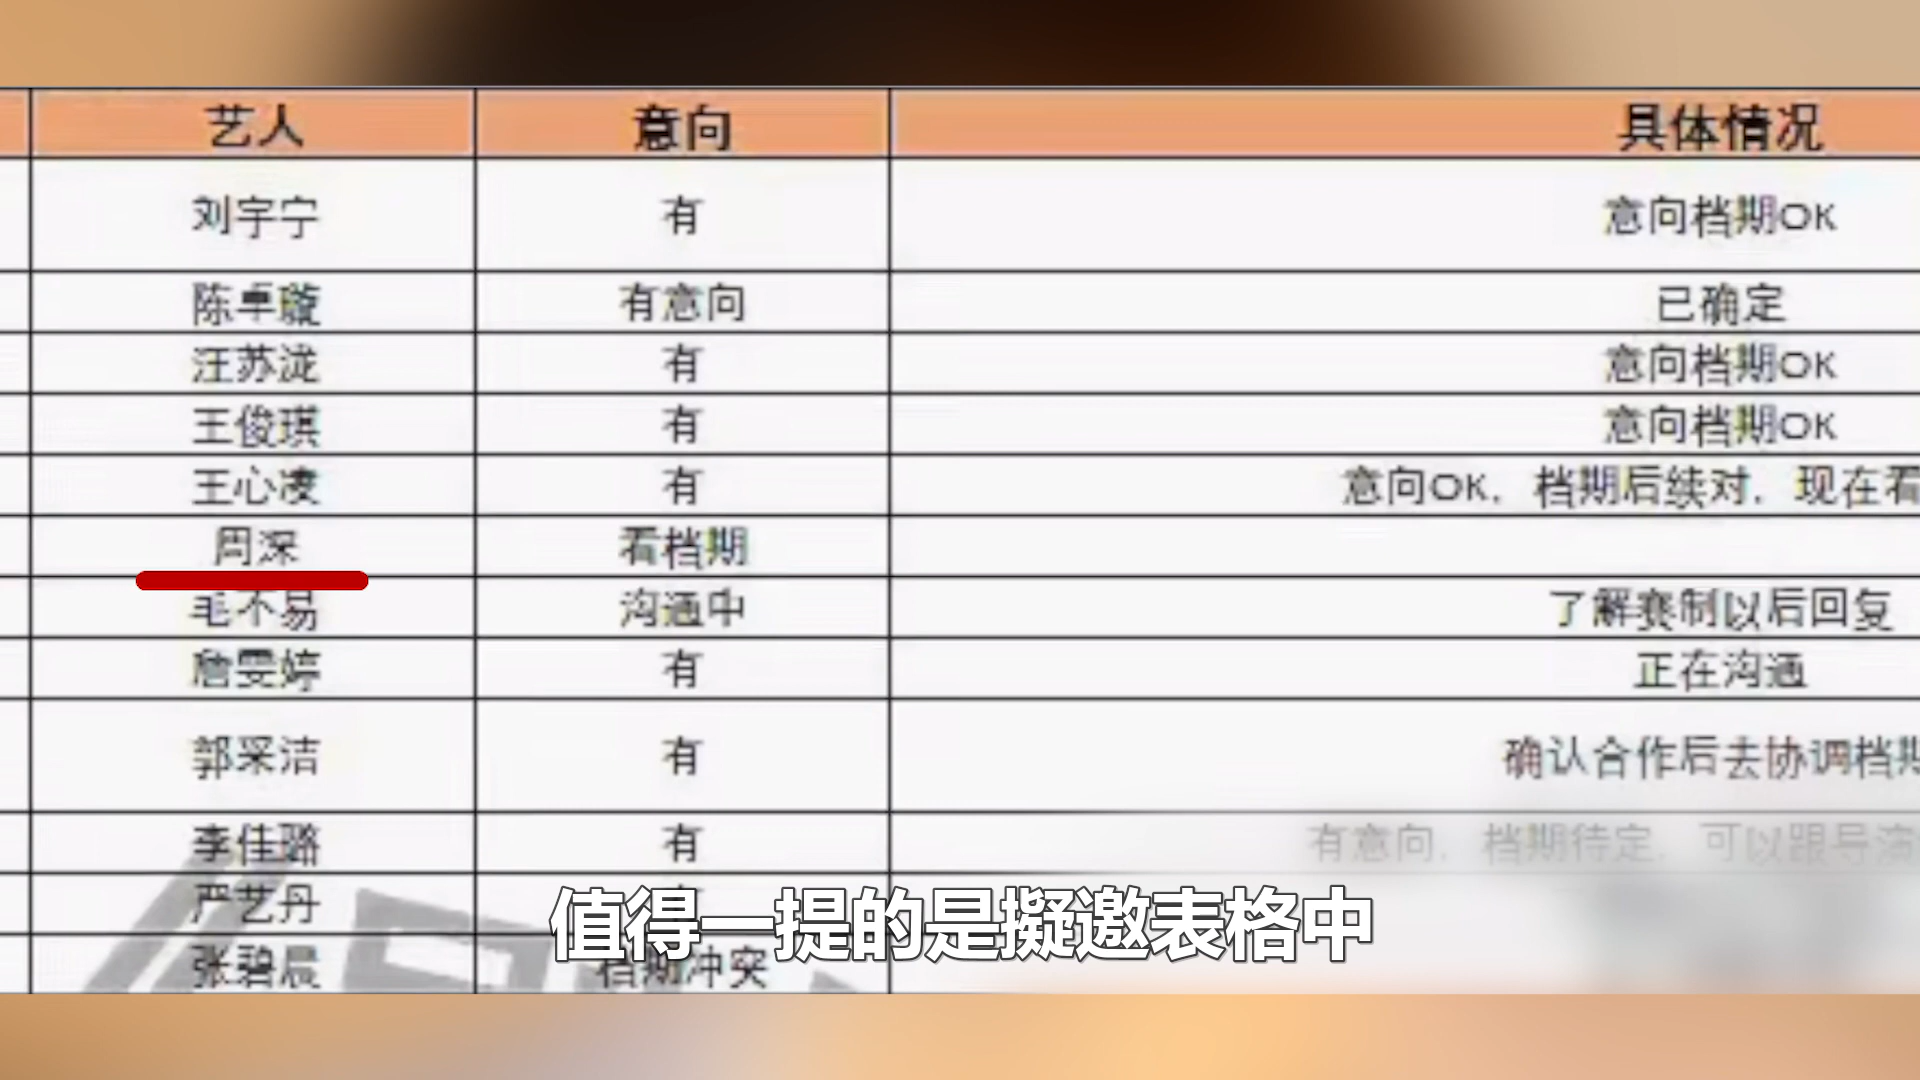 艺人 意向 具体情况
刘宇宁 有 意向档期OK
陈卓璇 有意向 已确定
汪苏泷 有 意向档期OK
王俊琪 有 意向档期OK
王心凌 有 意向OK，档期后续对，现在看
周深 看档期
毛不易 沟通中 了解赛制以后回复
詹雯婷 有 正在沟通
郭采洁 有 确认合作后去协调档期
李佳璐 有 有意向，档期待定，可以跟导演
严艺丹
值得一提的是擬邀表格中
张碧晨 档期冲突